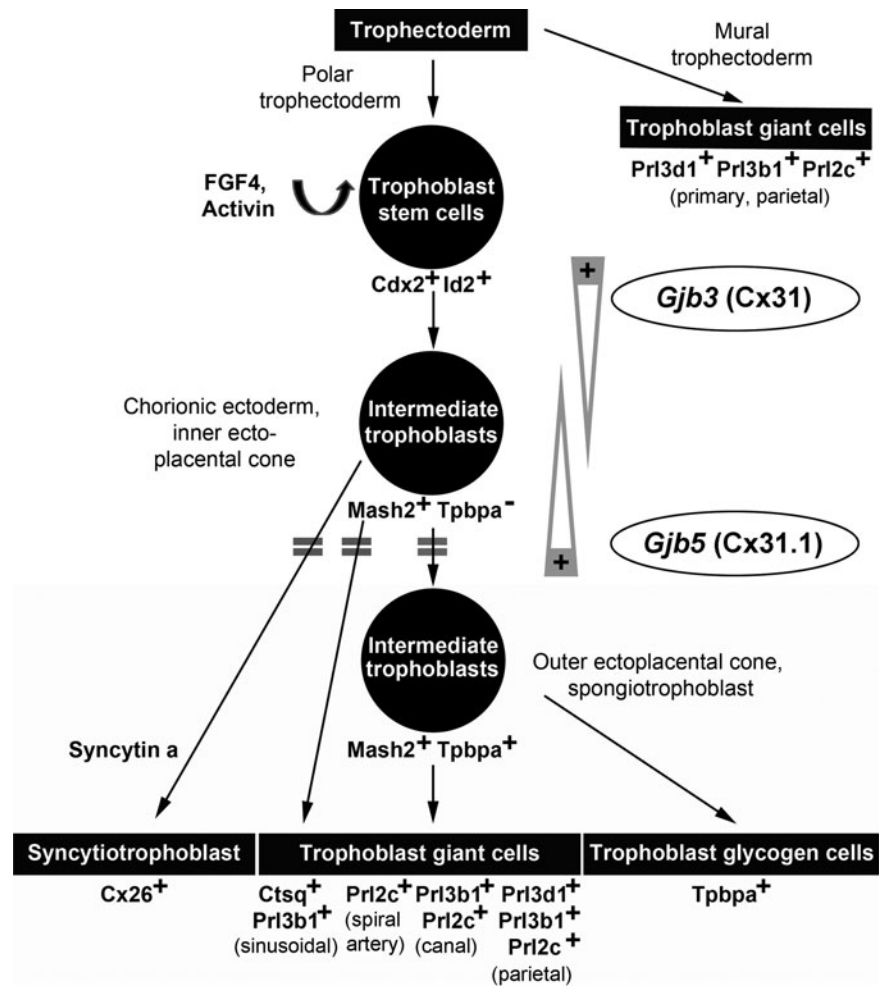 Trophectoderm
Polar
trophectoderm
Mural
trophectoderm
Trophoblast giant cells
Prl3d1+ Prl3b1+ Prl2c+
(primary, parietal)
FGF4,
Activin
Trophoblast
stem cells
Cdx2+ Id2+
+
Gjb3 (Cx31)
Chorionic ectoderm,
inner ecto-
placental cone
Intermediate
trophoblasts
Mash2+ Tpbpa-
Gjb5 (Cx31.1)
+
Intermediate
trophoblasts
Outer ectoplacental cone,
spongiotrophoblast
Mash2+ Tpbpa+
Syncytin a
Syncytiotrophoblast
Cx26+
Trophoblast giant cells
Ctsq+
Prl3b1+
(sinusoidal)
Prl2c+
(spiral
artery)
Prl3b1+
Prl2c+
(canal)
Prl3d1+
Prl3b1+
Prl2c+
(parietal)
Trophoblast glycogen cells
Tpbpa+